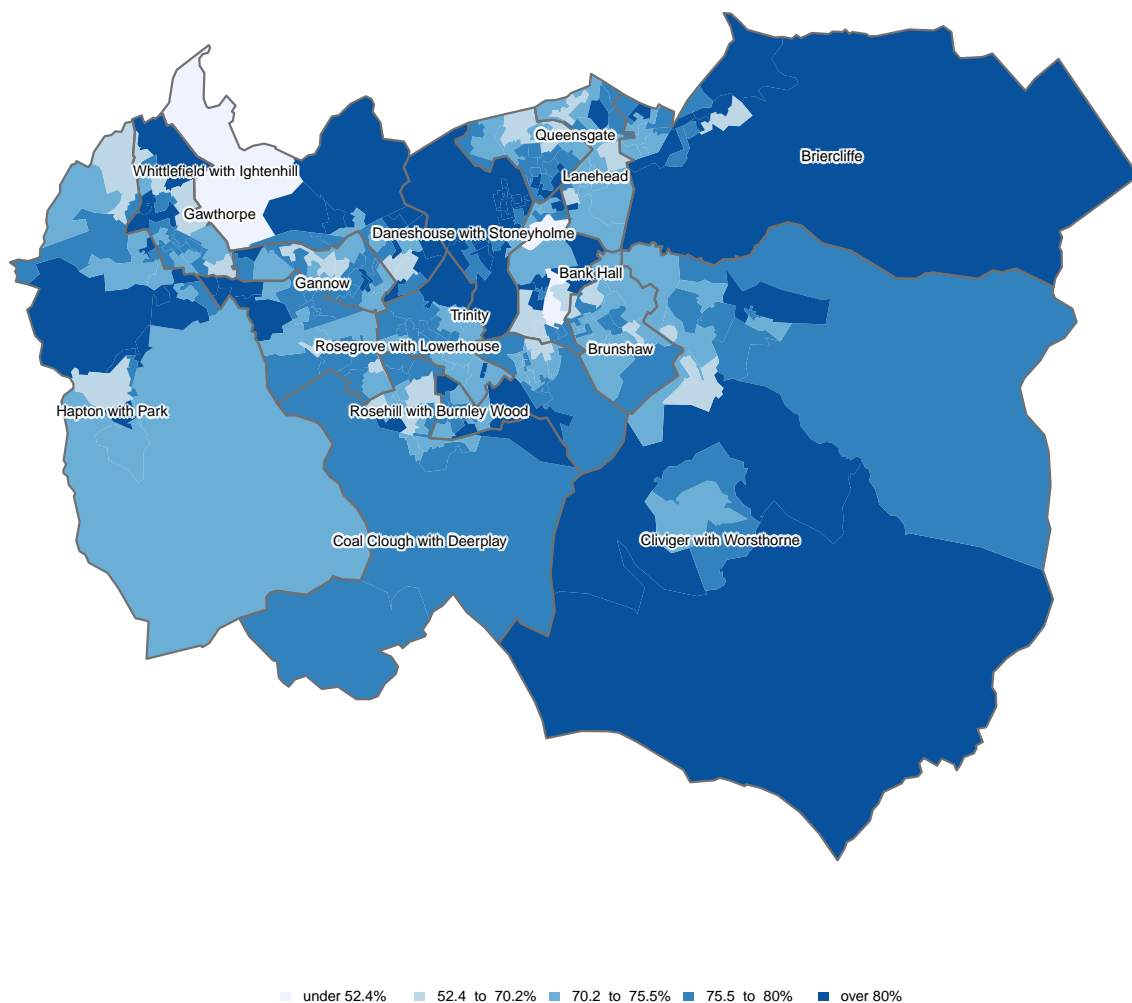 Queensgate
Briercliffe
Whittlefield with Ightenhill
Lanehead
Gawthorpe
Daneshouse with Stoneyholme
Bank Hall
Gannow
Trinity
Rosegrove with Lowerhouse
Brunshaw
Hapton with Park
Rosehill with Burnley Wood
Coal Clough with Deerplay
Cliviger with Worsthorne
under 52.4% 52.4 to 70.2% 70.2 to 75.5% 75.5 to 80% over 80%